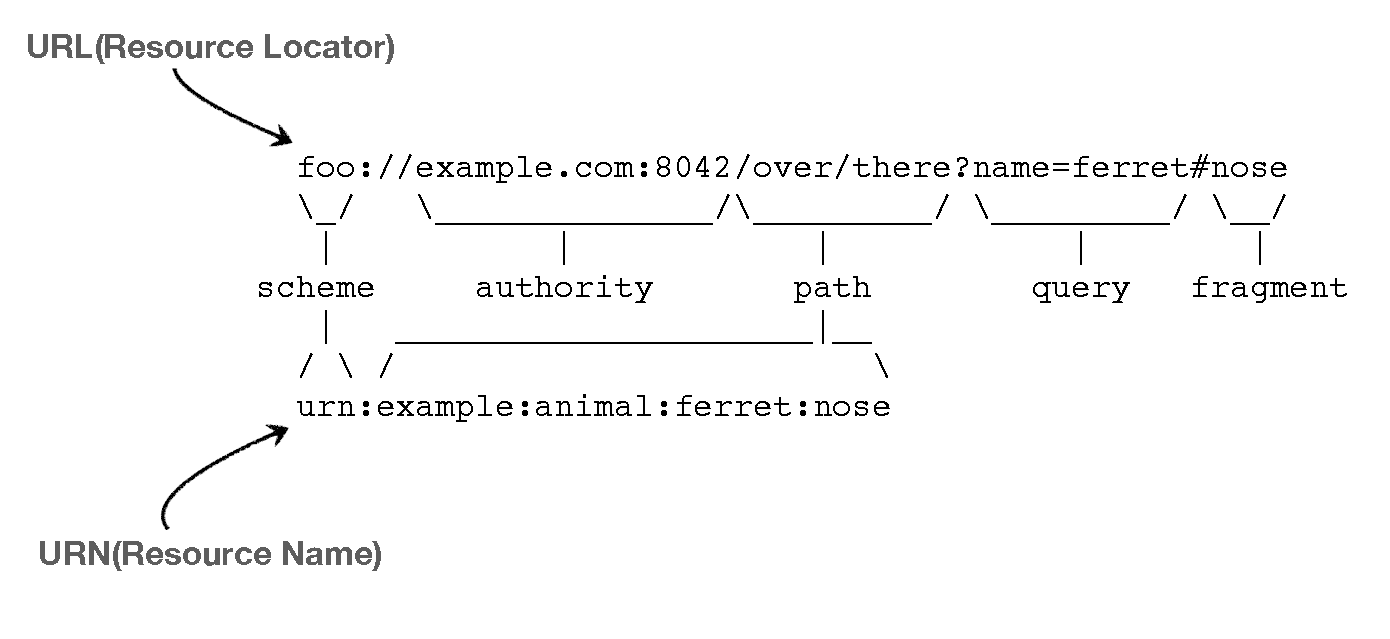 URL(Resource Locator)
foo://example.com:8042/over/there?name=ferret#nose
scheme authority path query fragment
urn:example:animal:ferret:nose
URN(Resource Name)